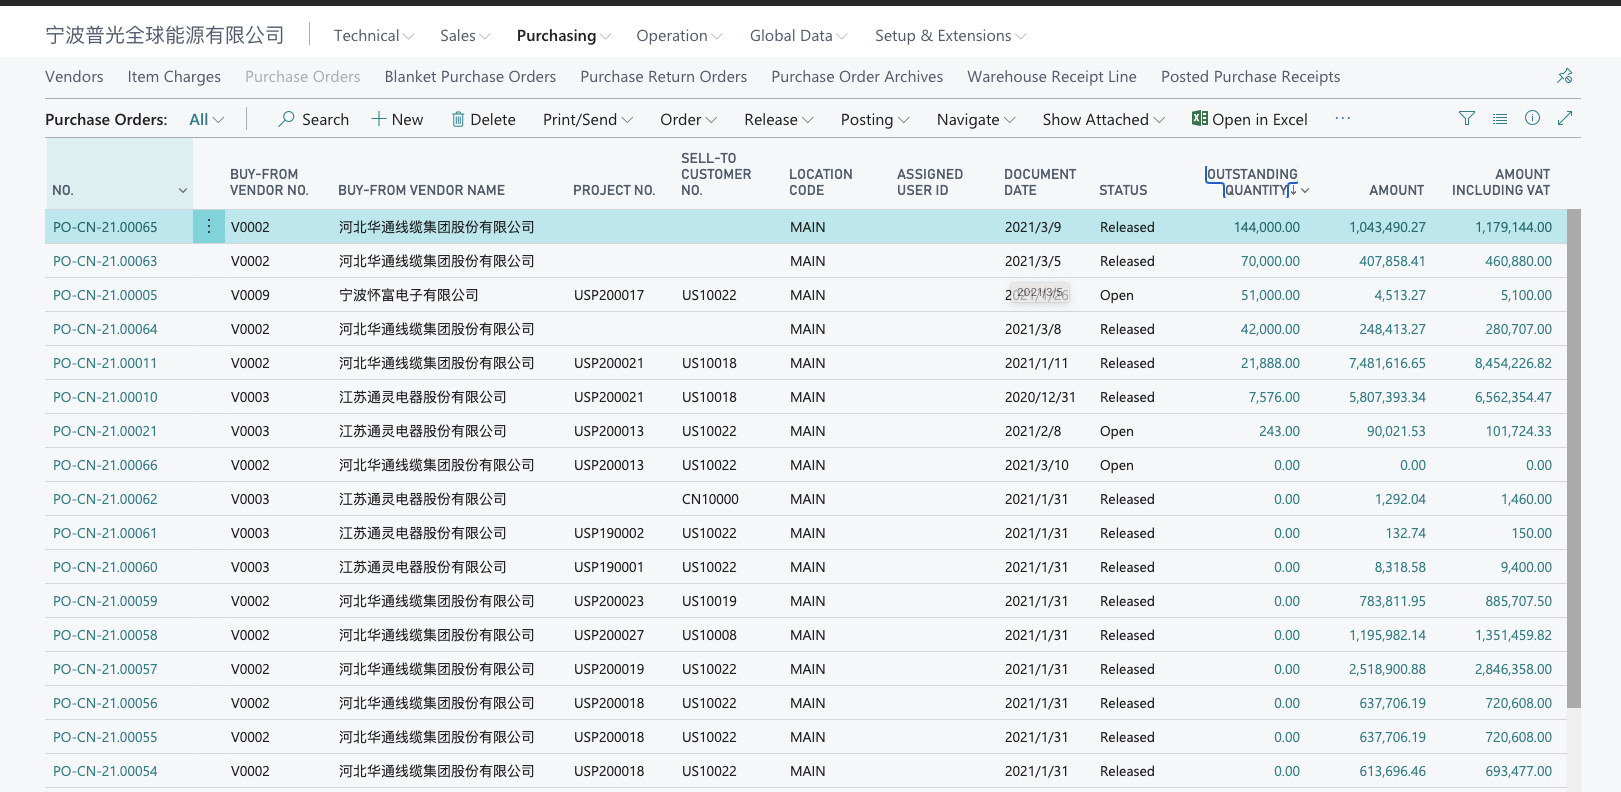 宁波普光全球能源有限公司 Technical Sales Purchasing Operation Global Data Setup & Extensions
Vendors Item Charges Purchase Orders Blanket Purchase Orders Purchase Return Orders Purchase Order Archives Warehouse Receipt Line Posted Purchase Receipts
Purchase Orders: All Search New Delete Print/Send Order Release Posting Navigate Show Attached Open in Excel ···
NO. BUY-FROM VENDOR NO. BUY-FROM VENDOR NAME PROJECT NO. SELL-TO CUSTOMER NO. LOCATION CODE ASSIGNED USER ID DOCUMENT DATE STATUS OUTSTANDING QUANTITY↓ AMOUNT AMOUNT INCLUDING VAT
PO-CN-21.00065 V0002 河北华通线缆集团股份有限公司 MAIN 2021/3/9 Released 144,000.00 1,043,490.27 1,179,144.00
PO-CN-21.00063 V0002 河北华通线缆集团股份有限公司 MAIN 2021/3/5 Released 70,000.00 407,858.41 460,880.00
PO-CN-21.00005 V0009 宁波怀富电子有限公司 USP200017 US10022 MAIN 2021/3/5 Open 51,000.00 4,513.27 5,100.00
PO-CN-21.00064 V0002 河北华通线缆集团股份有限公司 MAIN 2021/3/8 Released 42,000.00 248,413.27 280,707.00
PO-CN-21.00011 V0002 河北华通线缆集团股份有限公司 USP200021 US10018 MAIN 2021/1/11 Released 21,888.00 7,481,616.65 8,454,226.82
PO-CN-21.00010 V0003 江苏通灵电器股份有限公司 USP200021 US10018 MAIN 2020/12/31 Released 7,576.00 5,807,393.34 6,562,354.47
PO-CN-21.00021 V0003 江苏通灵电器股份有限公司 USP200013 US10022 MAIN 2021/2/8 Open 243.00 90,021.53 101,724.33
PO-CN-21.00066 V0002 河北华通线缆集团股份有限公司 USP200013 US10022 MAIN 2021/3/10 Open 0.00 0.00 0.00
PO-CN-21.00062 V0003 江苏通灵电器股份有限公司 CN10000 MAIN 2021/1/31 Released 0.00 1,292.04 1,460.00
PO-CN-21.00061 V0003 江苏通灵电器股份有限公司 USP190002 US10022 MAIN 2021/1/31 Released 0.00 132.74 150.00
PO-CN-21.00060 V0003 江苏通灵电器股份有限公司 USP190001 US10022 MAIN 2021/1/31 Released 0.00 8,318.58 9,400.00
PO-CN-21.00059 V0002 河北华通线缆集团股份有限公司 USP200023 US10019 MAIN 2021/1/31 Released 0.00 783,811.95 885,707.50
PO-CN-21.00058 V0002 河北华通线缆集团股份有限公司 USP200027 US10008 MAIN 2021/1/31 Released 0.00 1,195,982.14 1,351,459.82
PO-CN-21.00057 V0002 河北华通线缆集团股份有限公司 USP200019 US10022 MAIN 2021/1/31 Released 0.00 2,518,900.88 2,846,358.00
PO-CN-21.00056 V0002 河北华通线缆集团股份有限公司 USP200018 US10022 MAIN 2021/1/31 Released 0.00 637,706.19 720,608.00
PO-CN-21.00055 V0002 河北华通线缆集团股份有限公司 USP200018 US10022 MAIN 2021/1/31 Released 0.00 637,706.19 720,608.00
PO-CN-21.00054 V0002 河北华通线缆集团股份有限公司 USP200018 US10022 MAIN 2021/1/31 Released 0.00 613,696.46 693,477.00